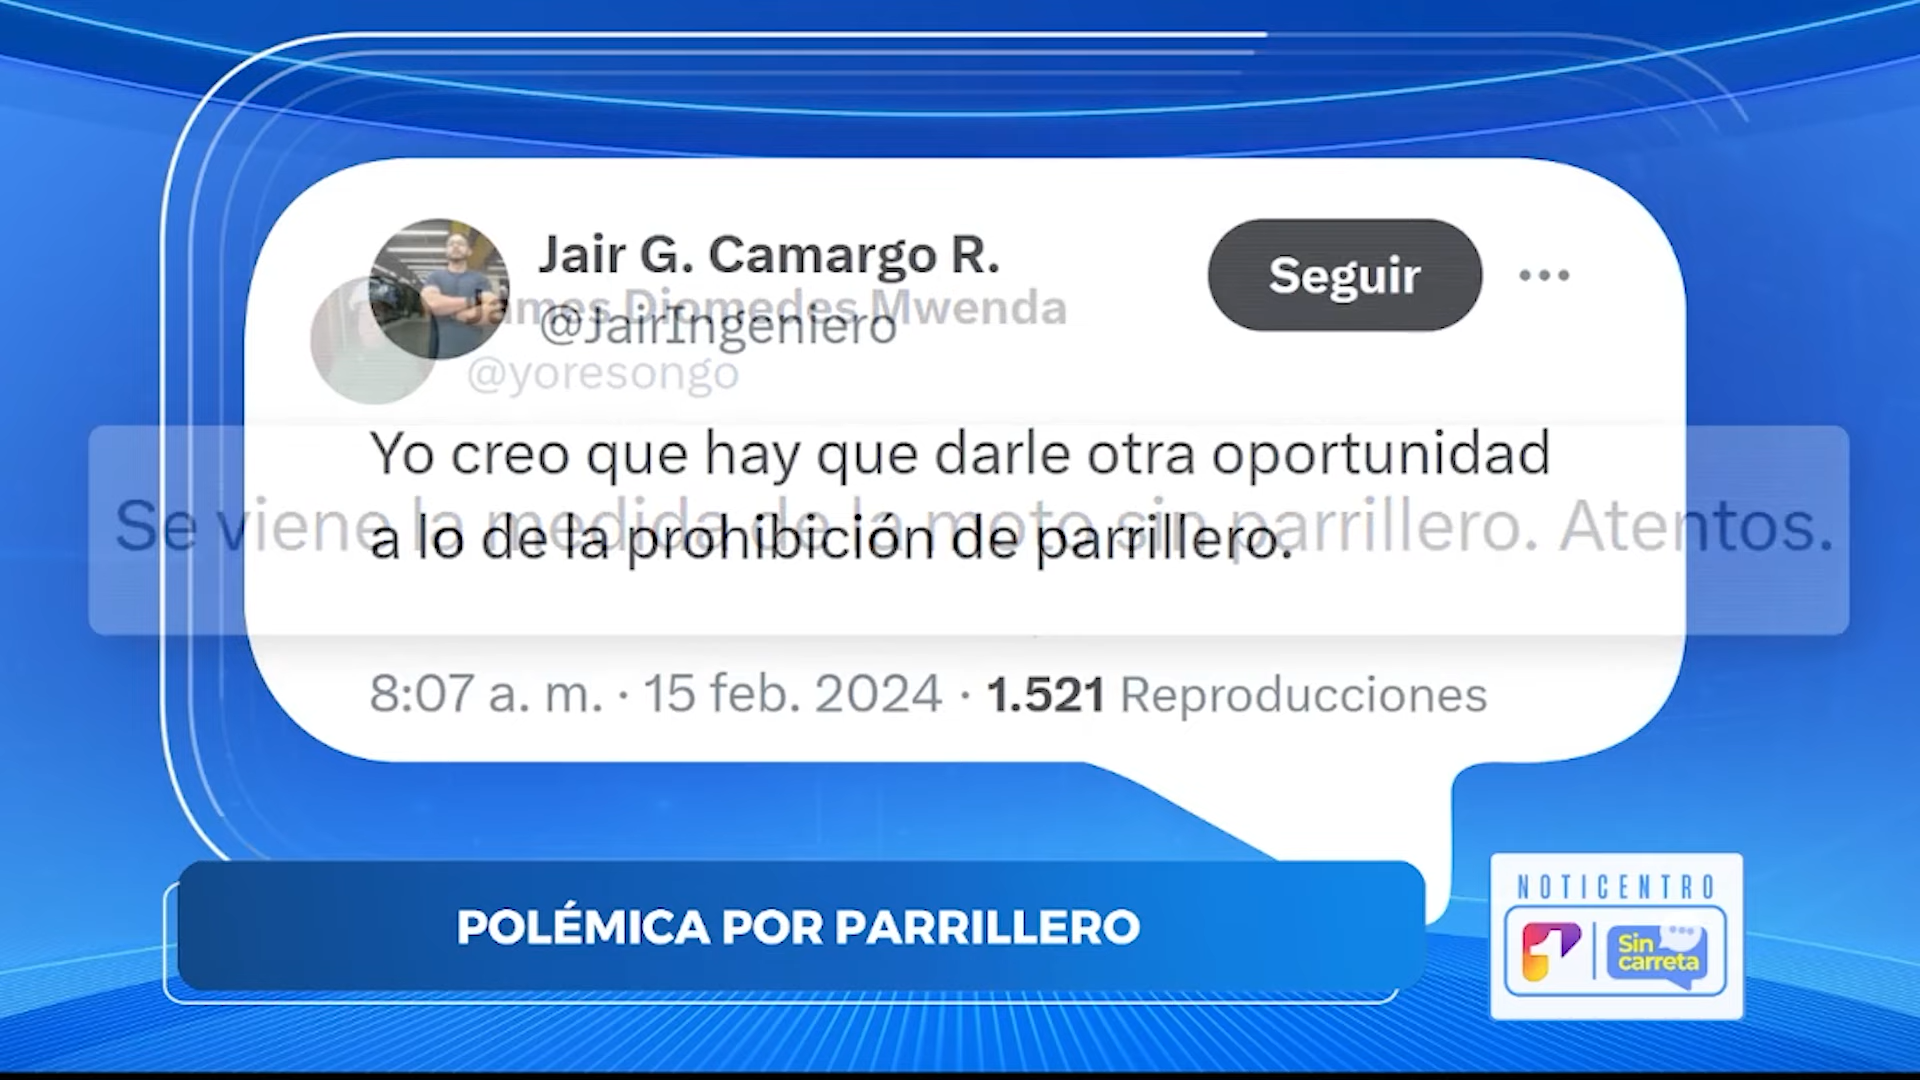 Jair G. Camargo R.
@JairIngeniero
Seguir
James Diomedes Mwenda
@yoresongo
Yo creo que hay que darle otra oportunidad
a lo de la prohibición de parrillero.
Se viene la medida de la moto sin parrillero. Atentos.
8:07 a. m. · 15 feb. 2024 · 1.521 Reproducciones
POLÉMICA POR PARRILLERO
NOTICENTRO
1
Sin
carreta